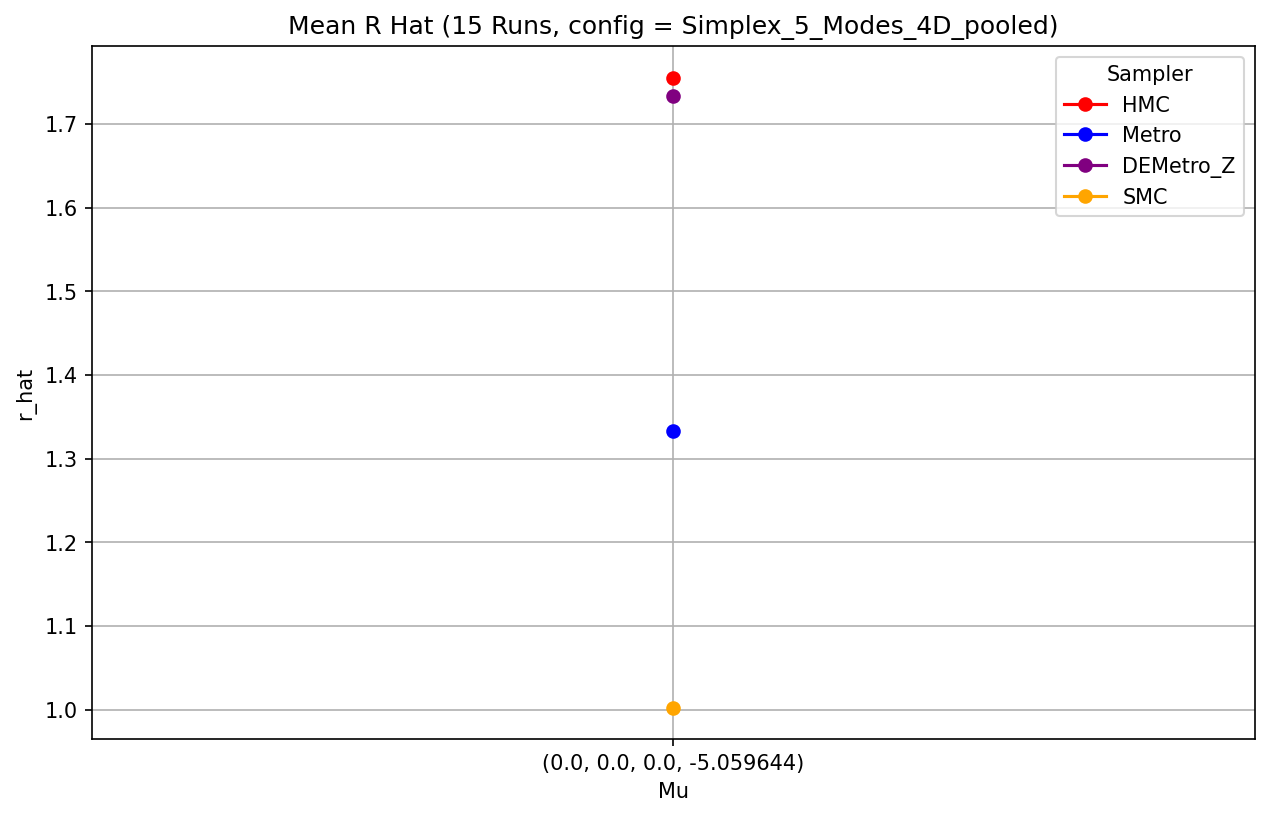 Mean R Hat (15 Runs, config = Simplex_5_Modes_4D_pooled)
Sampler
HMC
Metro
DEMetro_Z
SMC
r_hat
1.7
1.6
1.5
1.4
1.3
1.2
1.1
1.0
(0.0, 0.0, 0.0, -5.059644)
Mu